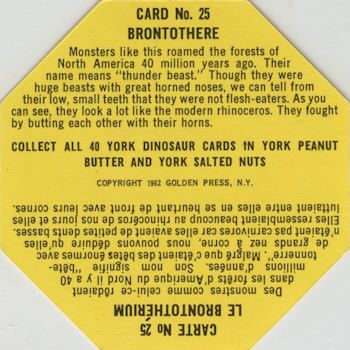 CARD No. 25
BRONTOTHERE
Monsters like this roamed the forests of
North America 40 million years ago. Their
name means "thunder beast." Though they were
huge beasts with great horned noses, we can tell from
their low, small teeth that they were not flesh-eaters. As you
can see, they look a lot like the modern rhinoceros. They fought
by butting each other with their horns.
COLLECT ALL 40 YORK DINOSAUR CARDS IN YORK PEANUT
BUTTER AND YORK SALTED NUTS
COPYRIGHT 1962 GOLDEN PRESS, N.Y.
CARTE No 25
LE BRONTOTHÉRIUM
Des monstres comme celui-ci rôdaient
dans les forêts de l'Amérique du Nord il y a 40
millions d'années. Son nom signifie "bête-
tonnerre". Malgré que c'étaient des bêtes énormes avec
de grands nez à corne, nous pouvons déduire qu'elles
n'étaient pas carnivores car elles avaient de petites dents basses.
Elles ressemblaient beaucoup au rhinocéros de nos jours et elles
luttaient entre elles en se heurtant de front avec leurs cornes.